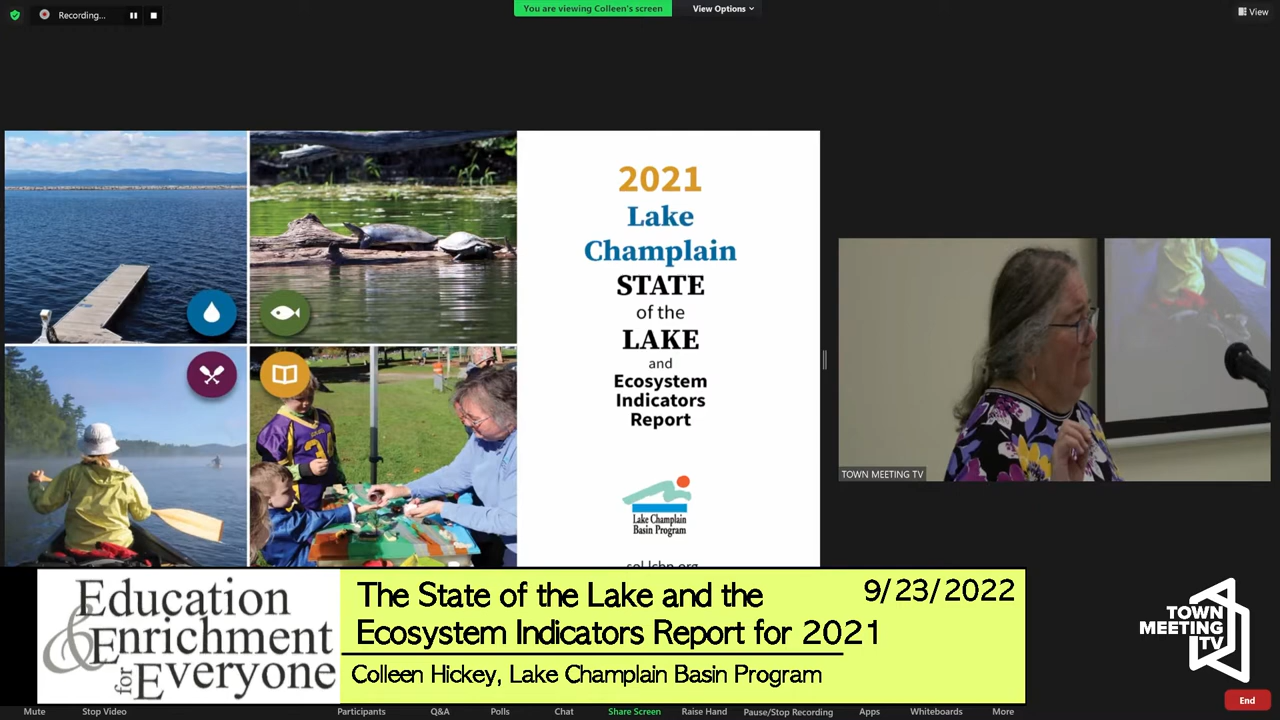 Recording...
You are viewing Colleen's screen
View Options
View
2021
Lake
Champlain
STATE
of the
LAKE
and
Ecosystem
Indicators
Report
Lake Champlain
Basin Program
sol.lcbp.org
TOWN MEETING TV
Education
& Enrichment
for Everyone
The State of the Lake and the
Ecosystem Indicators Report for 2021
9/23/2022
Colleen Hickey, Lake Champlain Basin Program
TOWN
MEETING
TV
End
Mute
Stop Video
Participants
Q&A
Polls
Chat
Share Screen
Raise Hand
Pause/Stop Recording
Apps
Whiteboards
More